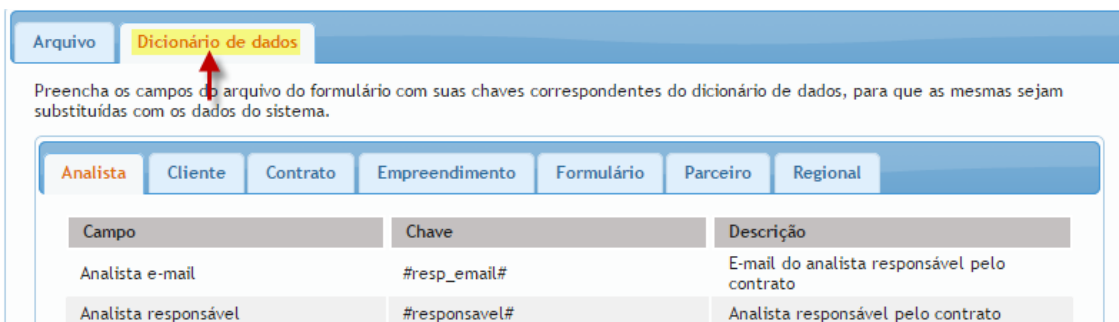 Arquivo Dicionário de dados
Preencha os campos do arquivo do formulário com suas chaves correspondentes do dicionário de dados, para que as mesmas sejam
substituídas com os dados do sistema.
Analista Cliente Contrato Empreendimento Formulário Parceiro Regional
Campo Chave Descrição
Analista e-mail #resp_email# E-mail do analista responsável pelo
contrato
Analista responsável #responsavel# Analista responsável pelo contrato